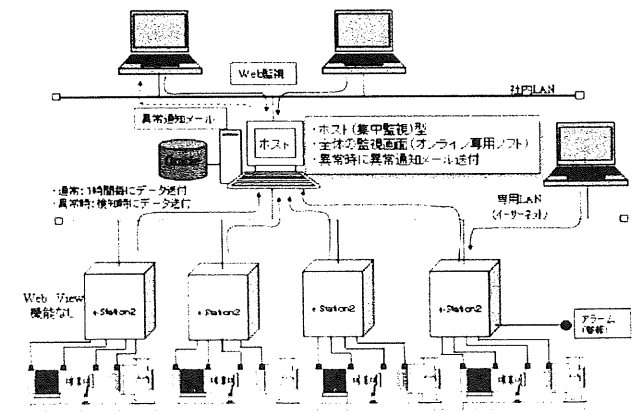 Web監視
社内LAN
異常通知メール
ホスト
・ホスト(集中監視)型
・全体の監視画面(オンライン専用ソフト)
・異常時に異常通知メール送付
・通常:1時間毎にデータ送付
・異常時:検知時にデータ送付
専用LAN
(イーサーネット)
Web View
機能なし
e-Station2
e-Station2
e-Station2
e-Station2
アラーム
(警報)